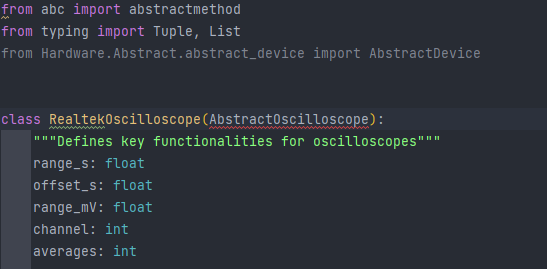 from abc import abstractmethod
from typing import Tuple, List
from Hardware.Abstract.abstract_device import AbstractDevice
class RealtekOscilloscope(AbstractOscilloscope):
"""Defines key functionalities for oscilloscopes"""
range_s: float
offset_s: float
range_mV: float
channel: int
averages: int